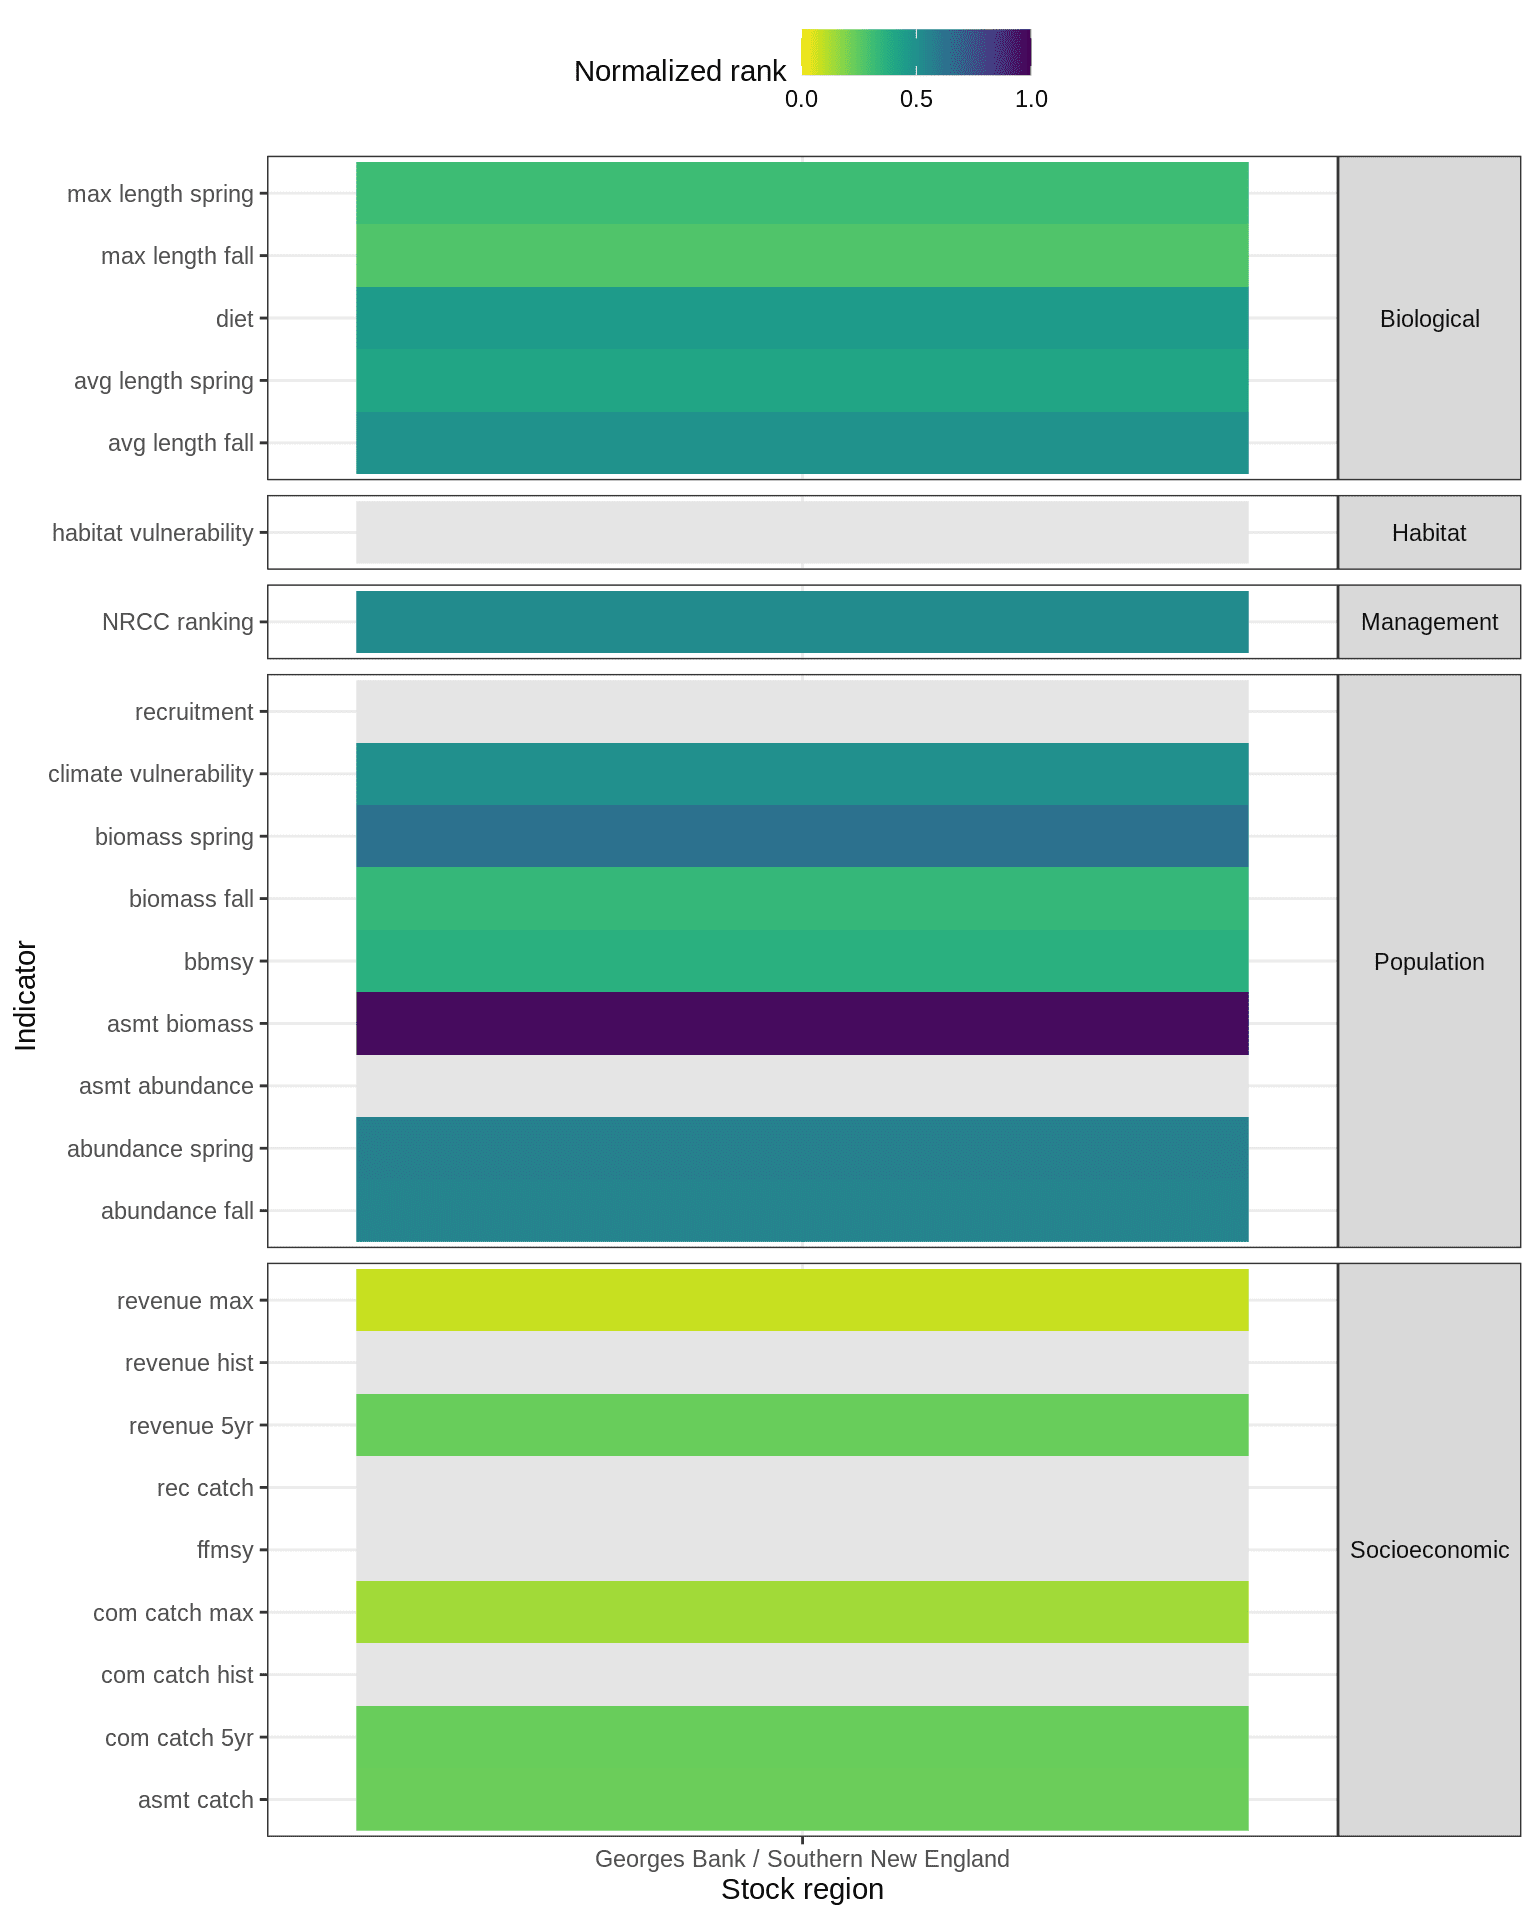 Normalized rank
0.0 0.5 1.0
max length spring
max length fall
diet
avg length spring
avg length fall
Biological
habitat vulnerability
Habitat
NRCC ranking
Management
recruitment
climate vulnerability
biomass spring
biomass fall
bbmsy
asmt biomass
asmt abundance
abundance spring
abundance fall
Population
revenue max
revenue hist
revenue 5yr
rec catch
ffmsy
com catch max
com catch hist
com catch 5yr
asmt catch
Socioeconomic
Indicator
Georges Bank / Southern New England
Stock region